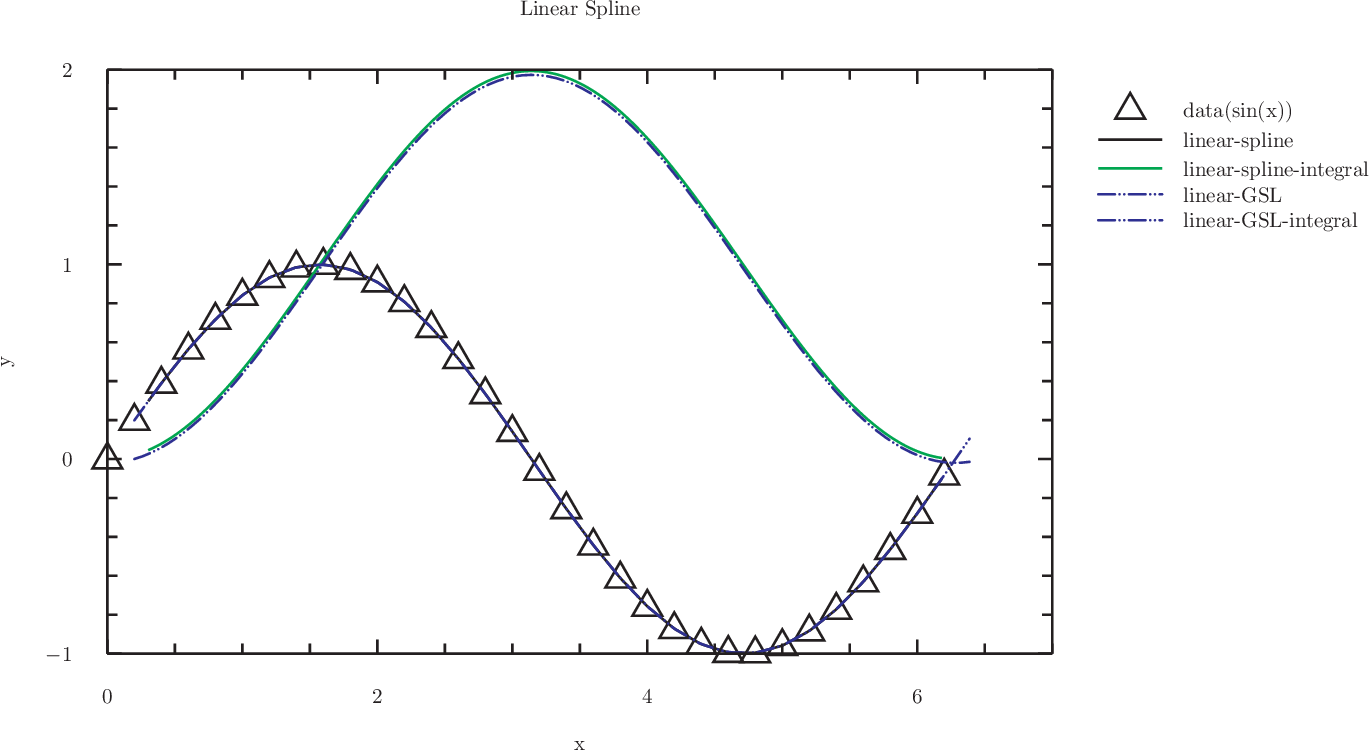 Linear Spline
2
1
0
−1
y
0 2 4 6
x
data(sin(x))
linear-spline
linear-spline-integral
linear-GSL
linear-GSL-integral